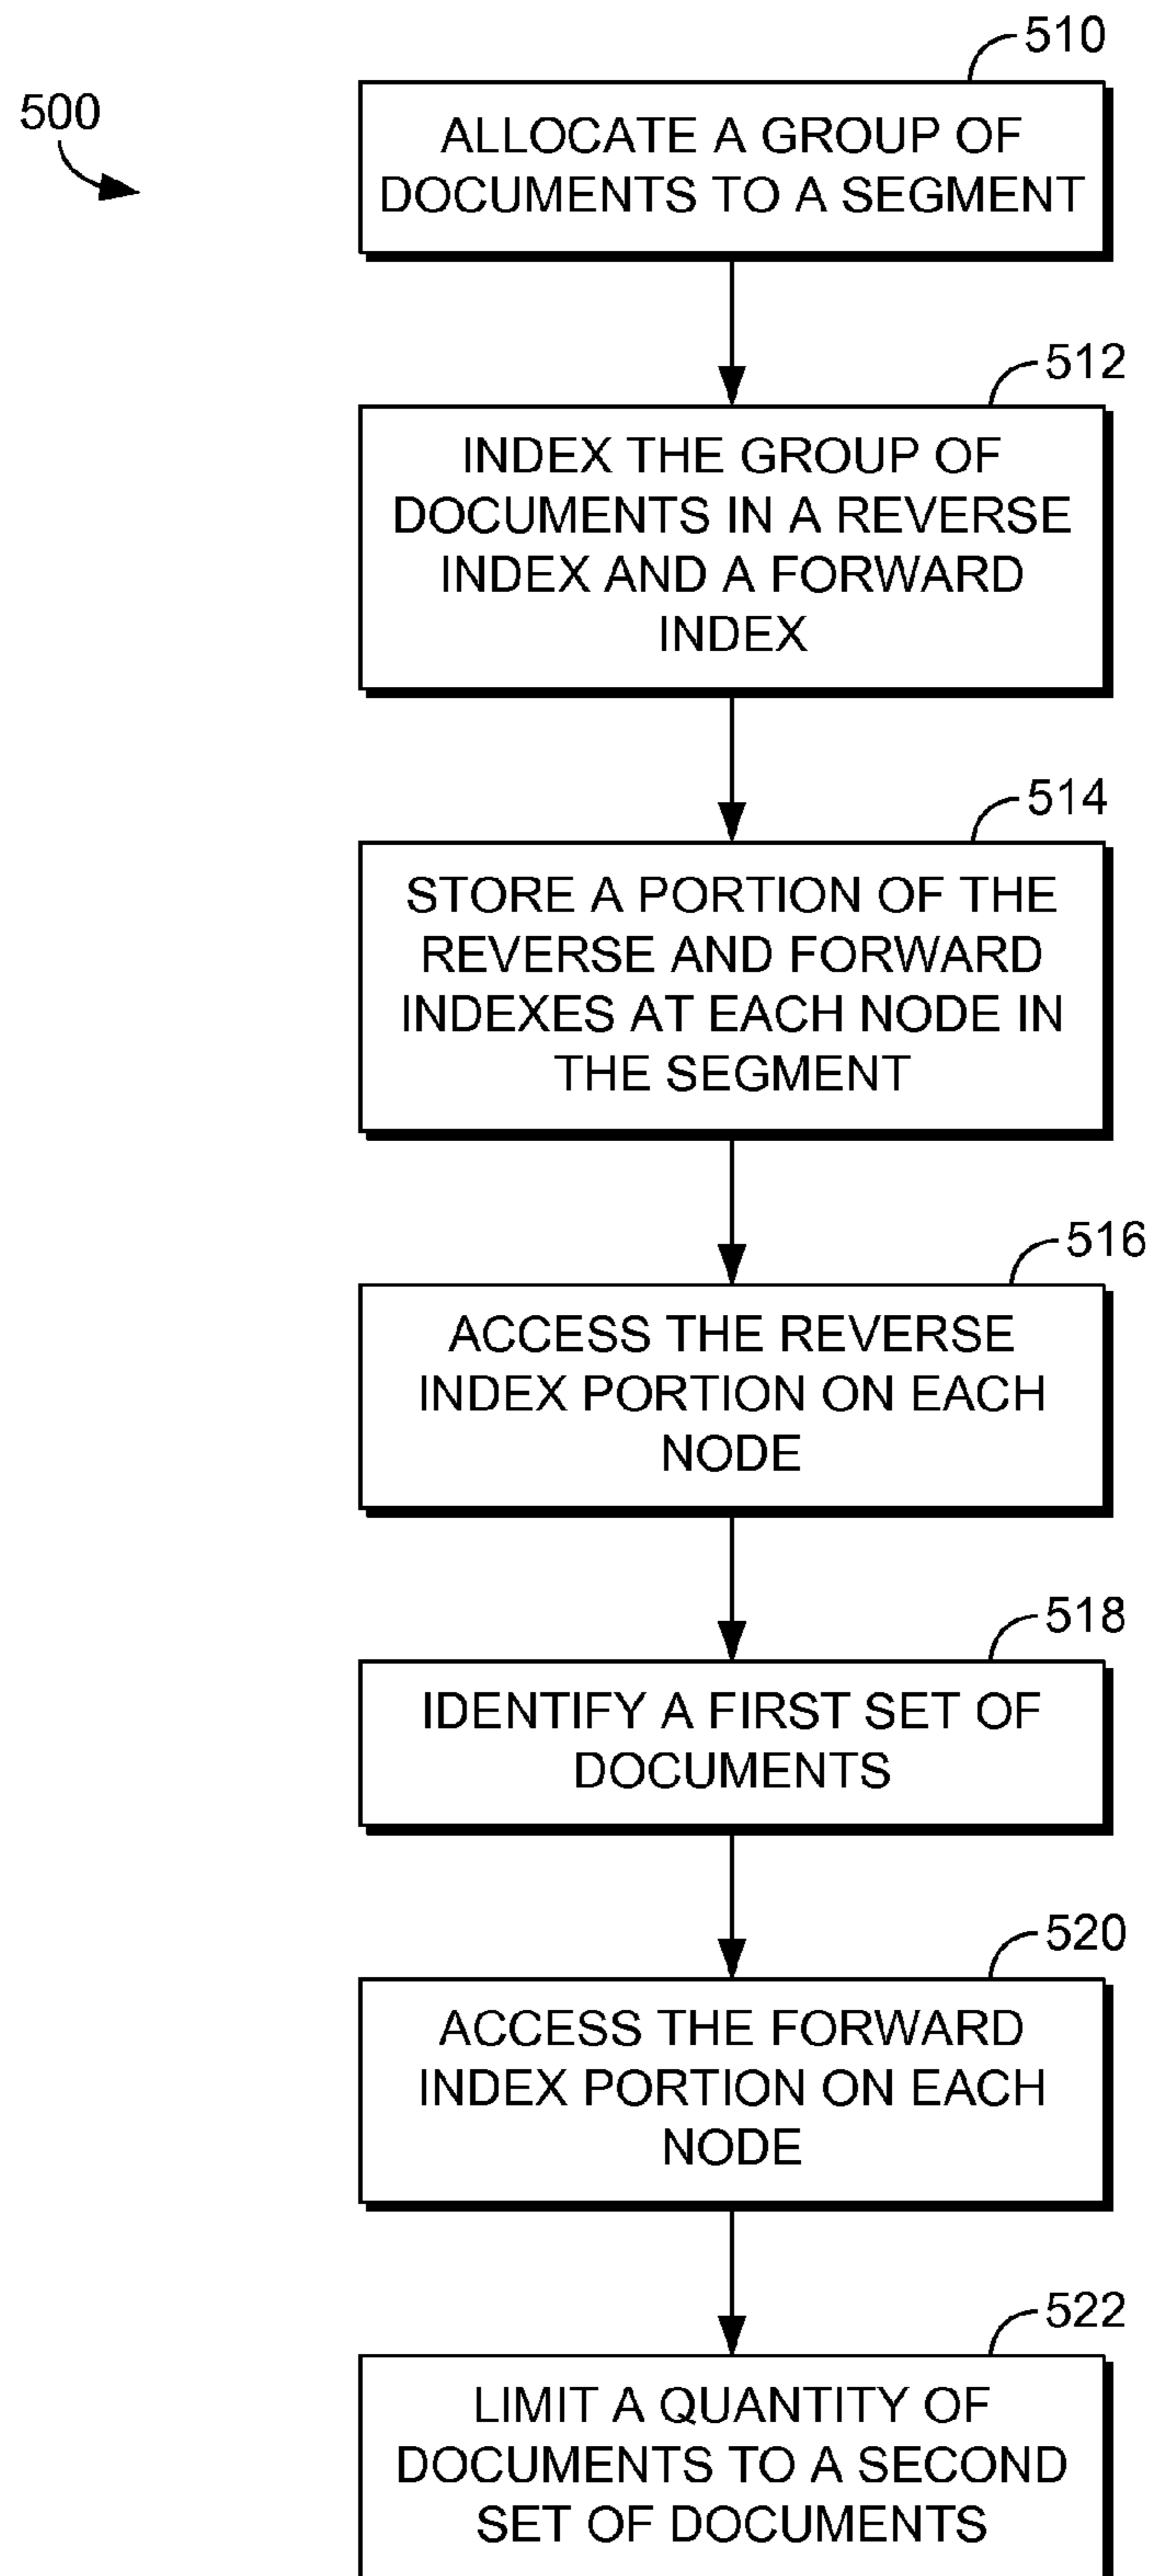 510
500
ALLOCATE A GROUP OF
DOCUMENTS TO A SEGMENT
512
INDEX THE GROUP OF
DOCUMENTS IN A REVERSE
INDEX AND A FORWARD
INDEX
514
STORE A PORTION OF THE
REVERSE AND FORWARD
INDEXES AT EACH NODE IN
THE SEGMENT
516
ACCESS THE REVERSE
INDEX PORTION ON EACH
NODE
518
IDENTIFY A FIRST SET OF
DOCUMENTS
520
ACCESS THE FORWARD
INDEX PORTION ON EACH
NODE
522
LIMIT A QUANTITY OF
DOCUMENTS TO A SECOND
SET OF DOCUMENTS